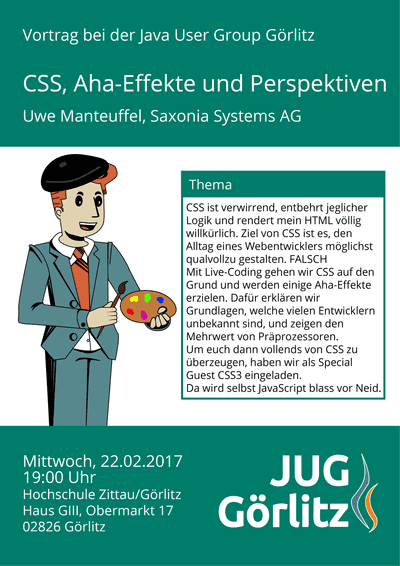 Vortrag bei der Java User Group Görlitz
CSS, Aha-Effekte und Perspektiven
Uwe Manteuffel, Saxonia Systems AG
Thema
CSS ist verwirrend, entbehrt jeglicher
Logik und rendert mein HTML völlig
willkürlich. Ziel von CSS ist es, den
Alltag eines Webentwicklers möglichst
qualvollzu gestalten. FALSCH
Mit Live-Coding gehen wir CSS auf den
Grund und werden einige Aha-Effekte
erzielen. Dafür erklären wir
Grundlagen, welche vielen Entwicklern
unbekannt sind, und zeigen den
Mehrwert von Präprozessoren.
Um euch dann vollends von CSS zu
überzeugen, haben wir als Special
Guest CSS3 eingeladen.
Da wird selbst JavaScript blass vor Neid.
Mittwoch, 22.02.2017
19:00 Uhr
Hochschule Zittau/Görlitz
Haus GIII, Obermarkt 17
02826 Görlitz
JUG
Görlitz